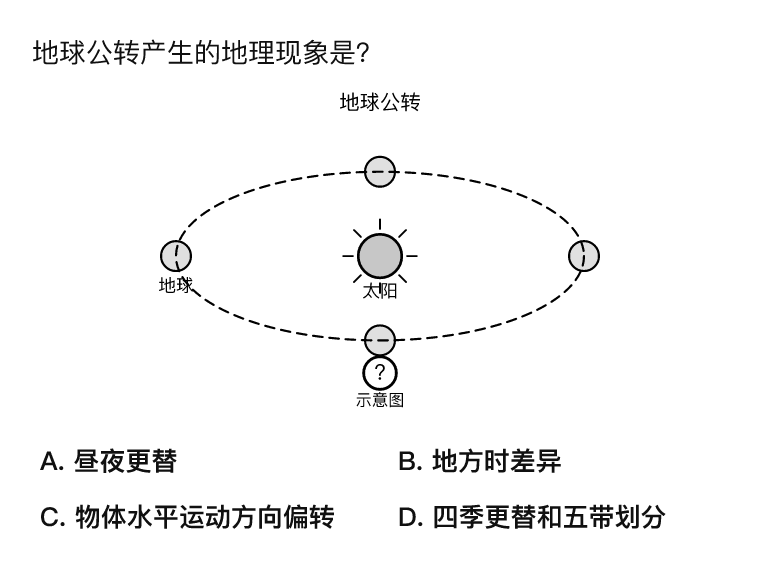 地球公转产生的地理现象是?
地球公转
地球
太阳
?
示意图
A. 昼夜更替
B. 地方时差异
C. 物体水平运动方向偏转
D. 四季更替和五带划分